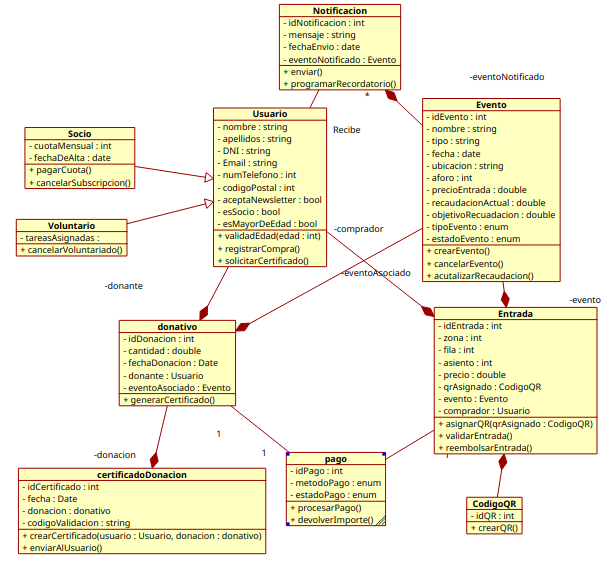 Notificacion
- idNotificacion : int
- mensaje : string
- fechaEnvio : date
- eventoNotificado : Evento
+ enviar()
+ programarRecordatorio()
-eventoNotificado
*
Usuario
- nombre : string
- apellidos : string
- DNI : string
- Email : string
- numTelefono : int
- codigoPostal : int
- aceptaNewsletter : bool
- esSocio : bool
- esMayorDeEdad : bool
+ validadEdad(edad : int)
+ registrarCompra()
+ solicitarCertificado()
Recibe
Evento
- idEvento : int
- nombre : string
- tipo : string
- fecha : date
- ubicacion : string
- aforo : int
- precioEntrada : double
- recaudacionActual : double
- objetivoRecuadacion : double
- tipoEvento : enum
- estadoEvento : enum
+ crearEvento()
+ cancelarEvento()
+ acutalizarRecaudacion()
Socio
- cuotaMensual : int
- fechaDeAlta : date
+ pagarCuota()
+ cancelarSubscripcion()
Voluntario
- tareasAsignadas :
+ cancelarVoluntariado()
-comprador
-eventoAsociado
-donante
-evento
donativo
- idDonacion : int
- cantidad : double
- fechaDonacion : Date
- donante : Usuario
- eventoAsociado : Evento
+ generarCertificado()
Entrada
- idEntrada : int
- zona : int
- fila : int
- asiento : int
- precio : double
- qrAsignado : CodigoQR
- evento : Evento
- comprador : Usuario
+ asignarQR(qrAsignado : CodigoQR)
+ validarEntrada()
+ reembolsarEntrada()
1
1
-donacion
pago
- idPago : int
- metodoPago : enum
- estadoPago : enum
+ procesarPago()
+ devolverImporte()
certificadoDonacion
- idCertificado : int
- fecha : Date
- donacion : donativo
- codigoValidacion : string
+ crearCertificado(usuario : Usuario, donacion : donativo)
+ enviarAlUsuario()
CodigoQR
- idQR : int
+ crearQR()